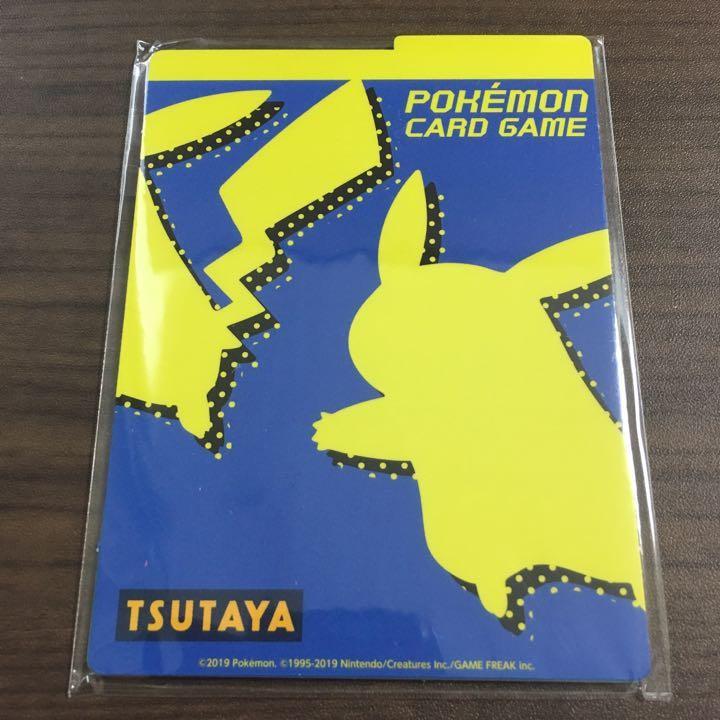 POKÉMON
CARD GAME
TSUTAYA
©2019 Pokémon. ©1995-2019 Nintendo/Creatures Inc./GAME FREAK inc.